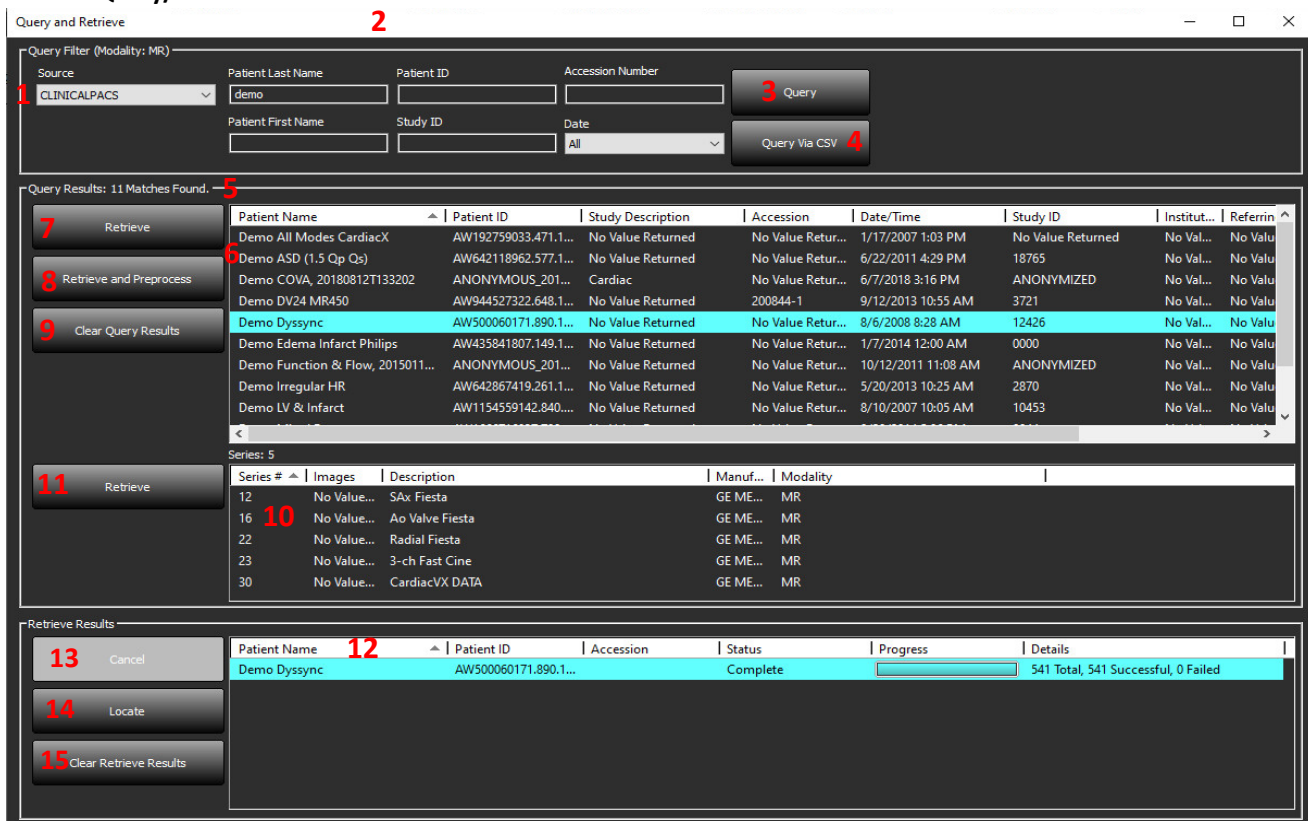 Query and Retrieve 2
Query Filter (Modality: MR)
Source Patient Last Name Patient ID Accession Number
1 CLINICALPACS demo 3 Query
Patient First Name Study ID Date
All Query Via CSV 4
Query Results: 11 Matches Found. 5
7 Retrieve
8 Retrieve and Preprocess
9 Clear Query Results
6
Patient Name Patient ID Study Description Accession Date/Time Study ID Institut... Referrin
Demo All Modes CardiacX AW192759033.471.1... No Value Returned No Value Retur... 1/17/2007 1:03 PM No Value Returned No Val... No Valu
Demo ASD (1.5 Qp Qs) AW642118962.577.1... No Value Returned No Value Retur... 6/22/2011 4:29 PM 18765 No Val... No Valu
Demo COVA, 20180812T133202 ANONYMOUS_201... Cardiac No Value Retur... 6/7/2018 3:16 PM ANONYMIZED No Val... No Valu
Demo DV24 MR450 AW944527322.648.1... No Value Returned 200844-1 9/12/2013 10:55 AM 3721 No Val... No Valu
Demo Dyssync AW500060171.890.1... No Value Returned No Value Retur... 8/6/2008 8:28 AM 12426 No Val... No Valu
Demo Edema Infarct Philips AW435841807.149.1... No Value Returned No Value Retur... 1/7/2014 12:00 AM 0000 No Val... No Valu
Demo Function & Flow, 2015011... ANONYMOUS_201... No Value Returned No Value Retur... 10/12/2011 11:08 AM ANONYMIZED No Val... No Valu
Demo Irregular HR AW642867419.261.1... No Value Returned No Value Retur... 5/20/2013 10:25 AM 2870 No Val... No Valu
Demo LV & Infarct AW1154559142.840.... No Value Returned No Value Retur... 8/10/2007 10:05 AM 10453 No Val... No Valu
Series: 5
11 Retrieve
10
Series # Images Description Manuf... Modality
12 No Value... SAx Fiesta GE ME... MR
16 No Value... Ao Valve Fiesta GE ME... MR
22 No Value... Radial Fiesta GE ME... MR
23 No Value... 3-ch Fast Cine GE ME... MR
30 No Value... CardiacVX DATA GE ME... MR
Retrieve Results
13 Cancel
14 Locate
15 Clear Retrieve Results
Patient Name 12 Patient ID Accession Status Progress Details
Demo Dyssync AW500060171.890.1... Complete 541 Total, 541 Successful, 0 Failed